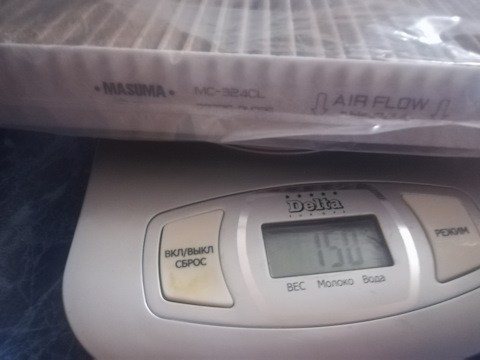 • MASUMA • MC-324CL
AIR FLOW
Delta
150
ВКЛ/ВЫКЛ
СБРОС
РЕЖИМ
ВЕС Молоко Вода